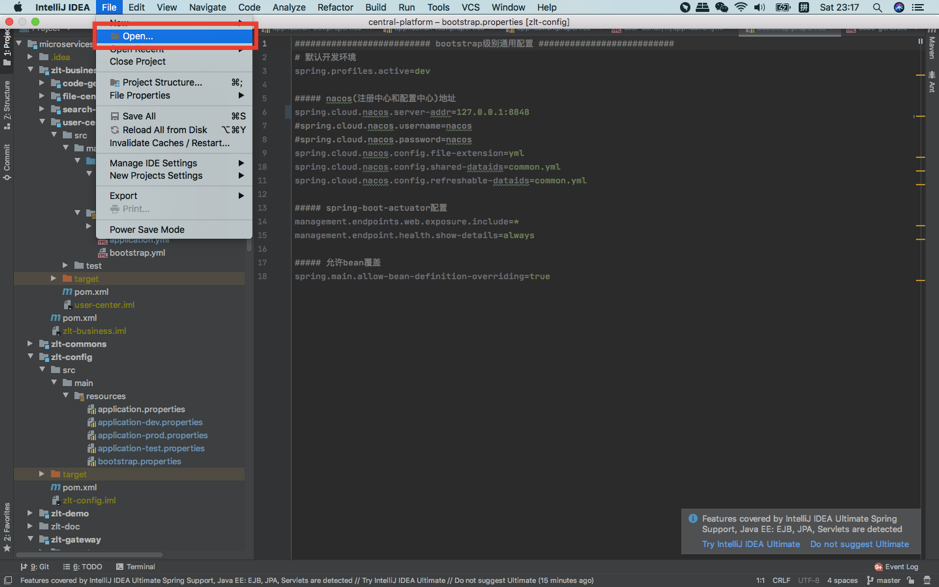 IntelliJ IDEA File Edit View Navigate Code Analyze Refactor Build Run Tools VCS Window Help Sat 23:17
central-platform – bootstrap.properties [zlt-config]
New
Open...
Open Recent
Close Project
Project Structure... ⌘;
File Properties
Save All ⌘S
Reload All from Disk ⌥⌘Y
Invalidate Caches / Restart...
Manage IDE Settings
New Projects Settings
Export
Print...
Power Save Mode
1: Project
Z: Structure
Commit
2: Favorites
microservices
.idea
zlt-busines
code-ge
file-cen
search-
user-ce
src
ma
application.yml
bootstrap.yml
test
target
pom.xml
user-center.iml
pom.xml
zlt-business.iml
zlt-commons
zlt-config
src
main
resources
application.properties
application-dev.properties
application-prod.properties
application-test.properties
bootstrap.properties
target
pom.xml
zlt-config.iml
zlt-demo
zlt-doc
zlt-gateway
1 ########################## bootstrap级别通用配置 ##########################
2 # 默认开发环境
3 spring.profiles.active=dev
4
5 ##### nacos(注册中心和配置中心)地址
6 spring.cloud.nacos.server-addr=127.0.0.1:8848
7 #spring.cloud.nacos.username=nacos
8 #spring.cloud.nacos.password=nacos
9 spring.cloud.nacos.config.file-extension=yml
10 spring.cloud.nacos.config.shared-dataids=common.yml
11 spring.cloud.nacos.config.refreshable-dataids=common.yml
12
13 ##### spring-boot-actuator配置
14 management.endpoints.web.exposure.include=*
15 management.endpoint.health.show-details=always
16
17 ##### 允许bean覆盖
18 spring.main.allow-bean-definition-overriding=true
Maven
Ant
Features covered by IntelliJ IDEA Ultimate Spring
Support, Java EE: EJB, JPA, Servlets are detected
Try IntelliJ IDEA Ultimate Do not suggest Ultimate
9: Git 6: TODO Terminal Event Log
Features covered by IntelliJ IDEA Ultimate Spring Support, Java EE: EJB, JPA, Servlets are detected // Try IntelliJ IDEA Ultimate // Do not suggest Ultimate (15 minutes ago) 1:1 CRLF UTF-8 4 spaces master